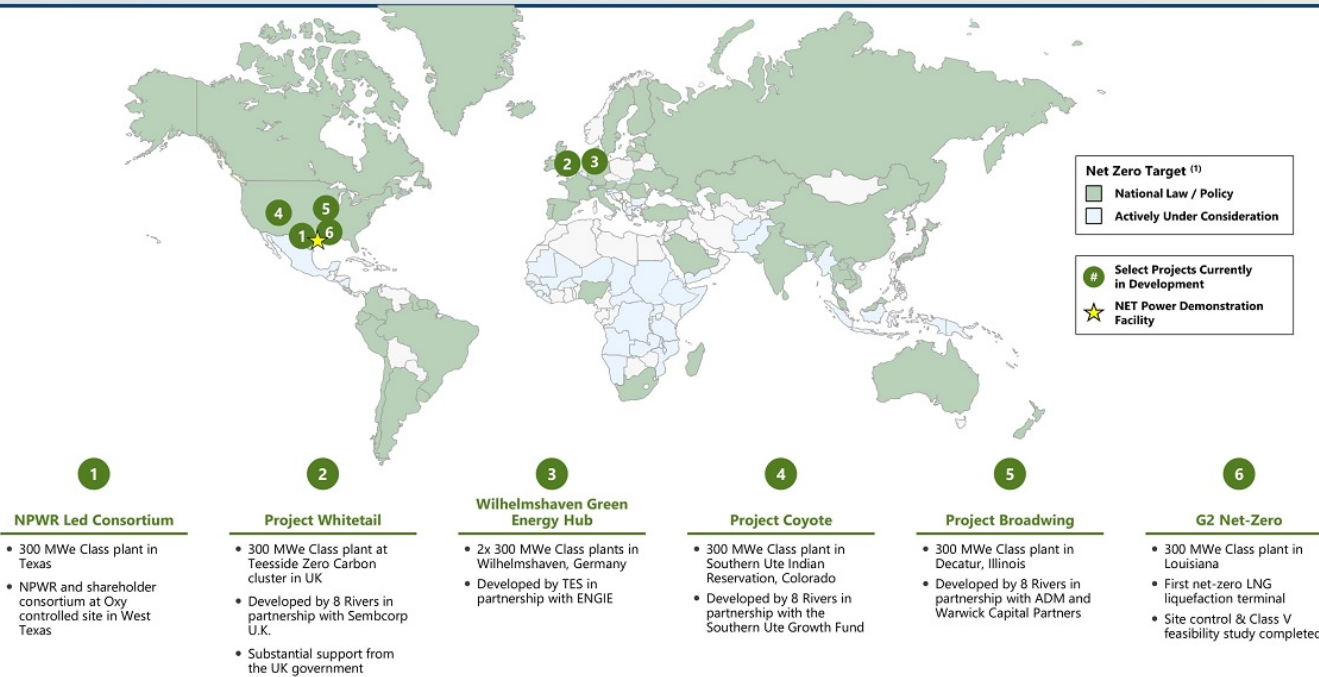 2
3
4
5
1
6
Net Zero Target (1)
National Law / Policy
Actively Under Consideration
#
Select Projects Currently
in Development
NET Power Demonstration
Facility
1
NPWR Led Consortium
• 300 MWe Class plant in
Texas
• NPWR and shareholder
consortium at Oxy
controlled site in West
Texas
2
Project Whitetail
• 300 MWe Class plant at
Teesside Zero Carbon
cluster in UK
• Developed by 8 Rivers in
partnership with Sembcorp
U.K.
• Substantial support from
the UK government
3
Wilhelmshaven Green
Energy Hub
• 2x 300 MWe Class plants in
Wilhelmshaven, Germany
• Developed by TES in
partnership with ENGIE
4
Project Coyote
• 300 MWe Class plant in
Southern Ute Indian
Reservation, Colorado
• Developed by 8 Rivers in
partnership with the
Southern Ute Growth Fund
5
Project Broadwing
• 300 MWe Class plant in
Decatur, Illinois
• Developed by 8 Rivers in
partnership with ADM and
Warwick Capital Partners
6
G2 Net-Zero
• 300 MWe Class plant in
Louisiana
• First net-zero LNG
liquefaction terminal
• Site control & Class V
feasibility study completed